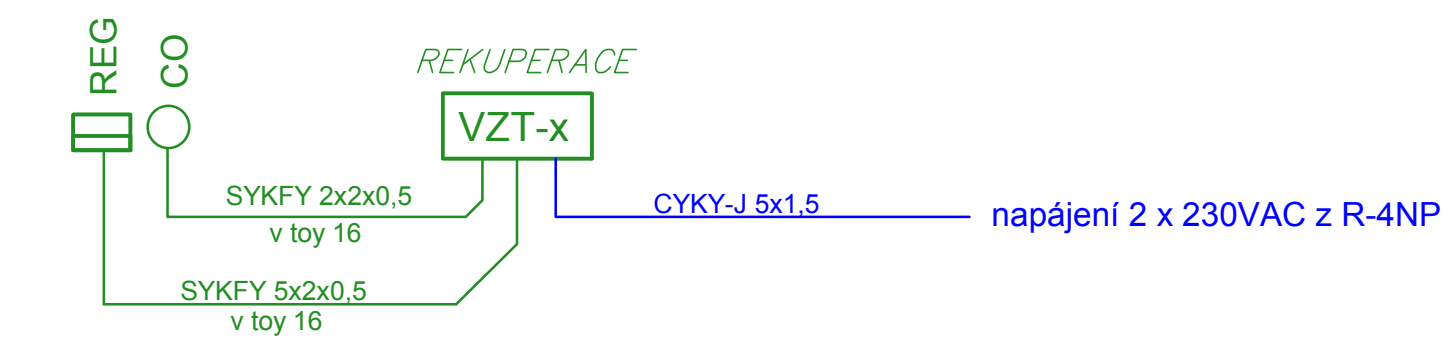 REG
CO
REKUPERACE
VZT-x
SYKFY 2x2x0,5
v toy 16
CYKY-J 5x1,5
napájení 2 x 230VAC z R-4NP
SYKFY 5x2x0,5
v toy 16